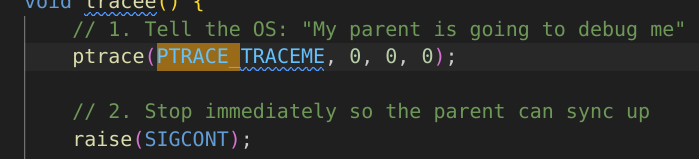 void tracee() {
// 1. Tell the OS: "My parent is going to debug me"
ptrace(PTRACE_TRACEME, 0, 0, 0);
// 2. Stop immediately so the parent can sync up
raise(SIGCONT);